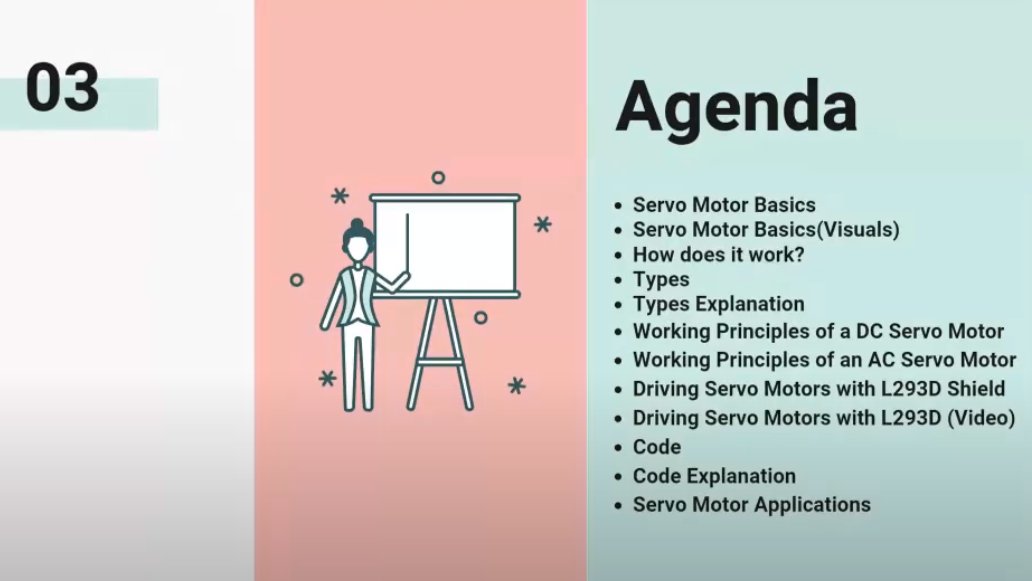 03
Agenda
• Servo Motor Basics
• Servo Motor Basics(Visuals)
• How does it work?
• Types
• Types Explanation
• Working Principles of a DC Servo Motor
• Working Principles of an AC Servo Motor
• Driving Servo Motors with L293D Shield
• Driving Servo Motors with L293D (Video)
• Code
• Code Explanation
• Servo Motor Applications